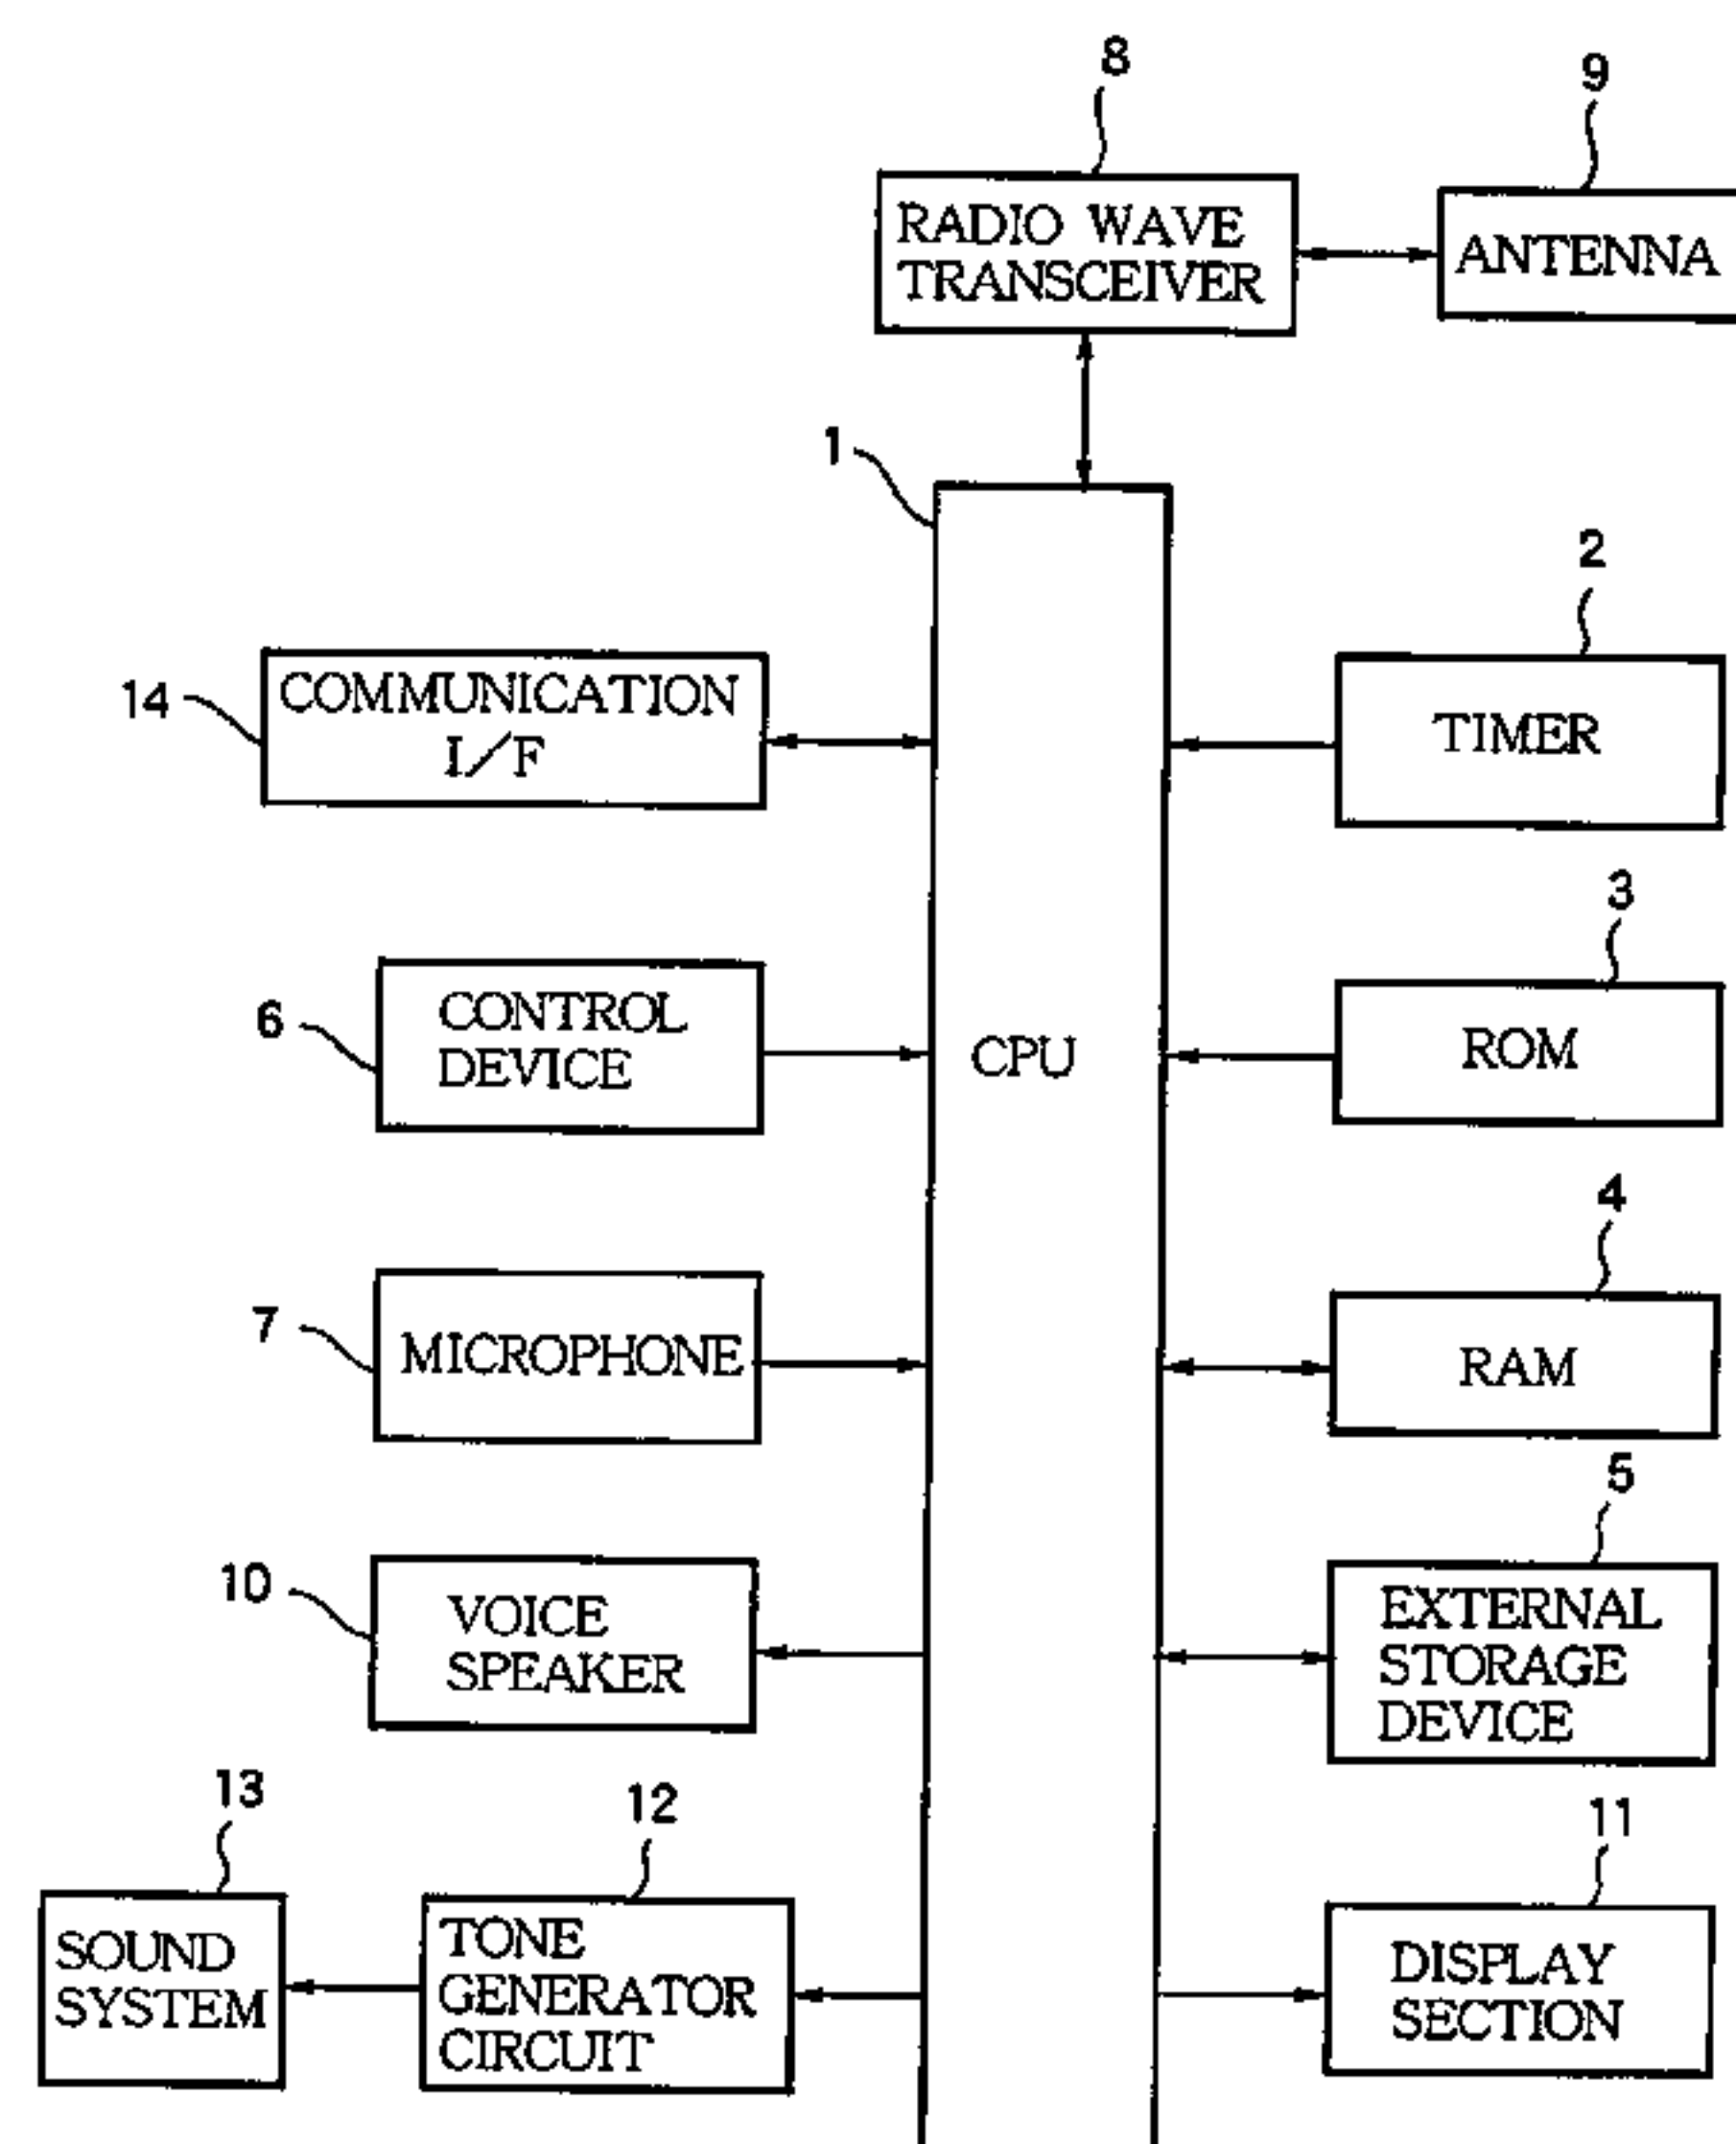 8
9
RADIO WAVE
TRANSCEIVER
ANTENNA
1
2
14
COMMUNICATION
I/F
TIMER
3
6
CONTROL
DEVICE
CPU
ROM
4
7
MICROPHONE
RAM
5
10
VOICE
SPEAKER
EXTERNAL
STORAGE
DEVICE
13
12
11
SOUND
SYSTEM
TONE
GENERATOR
CIRCUIT
DISPLAY
SECTION